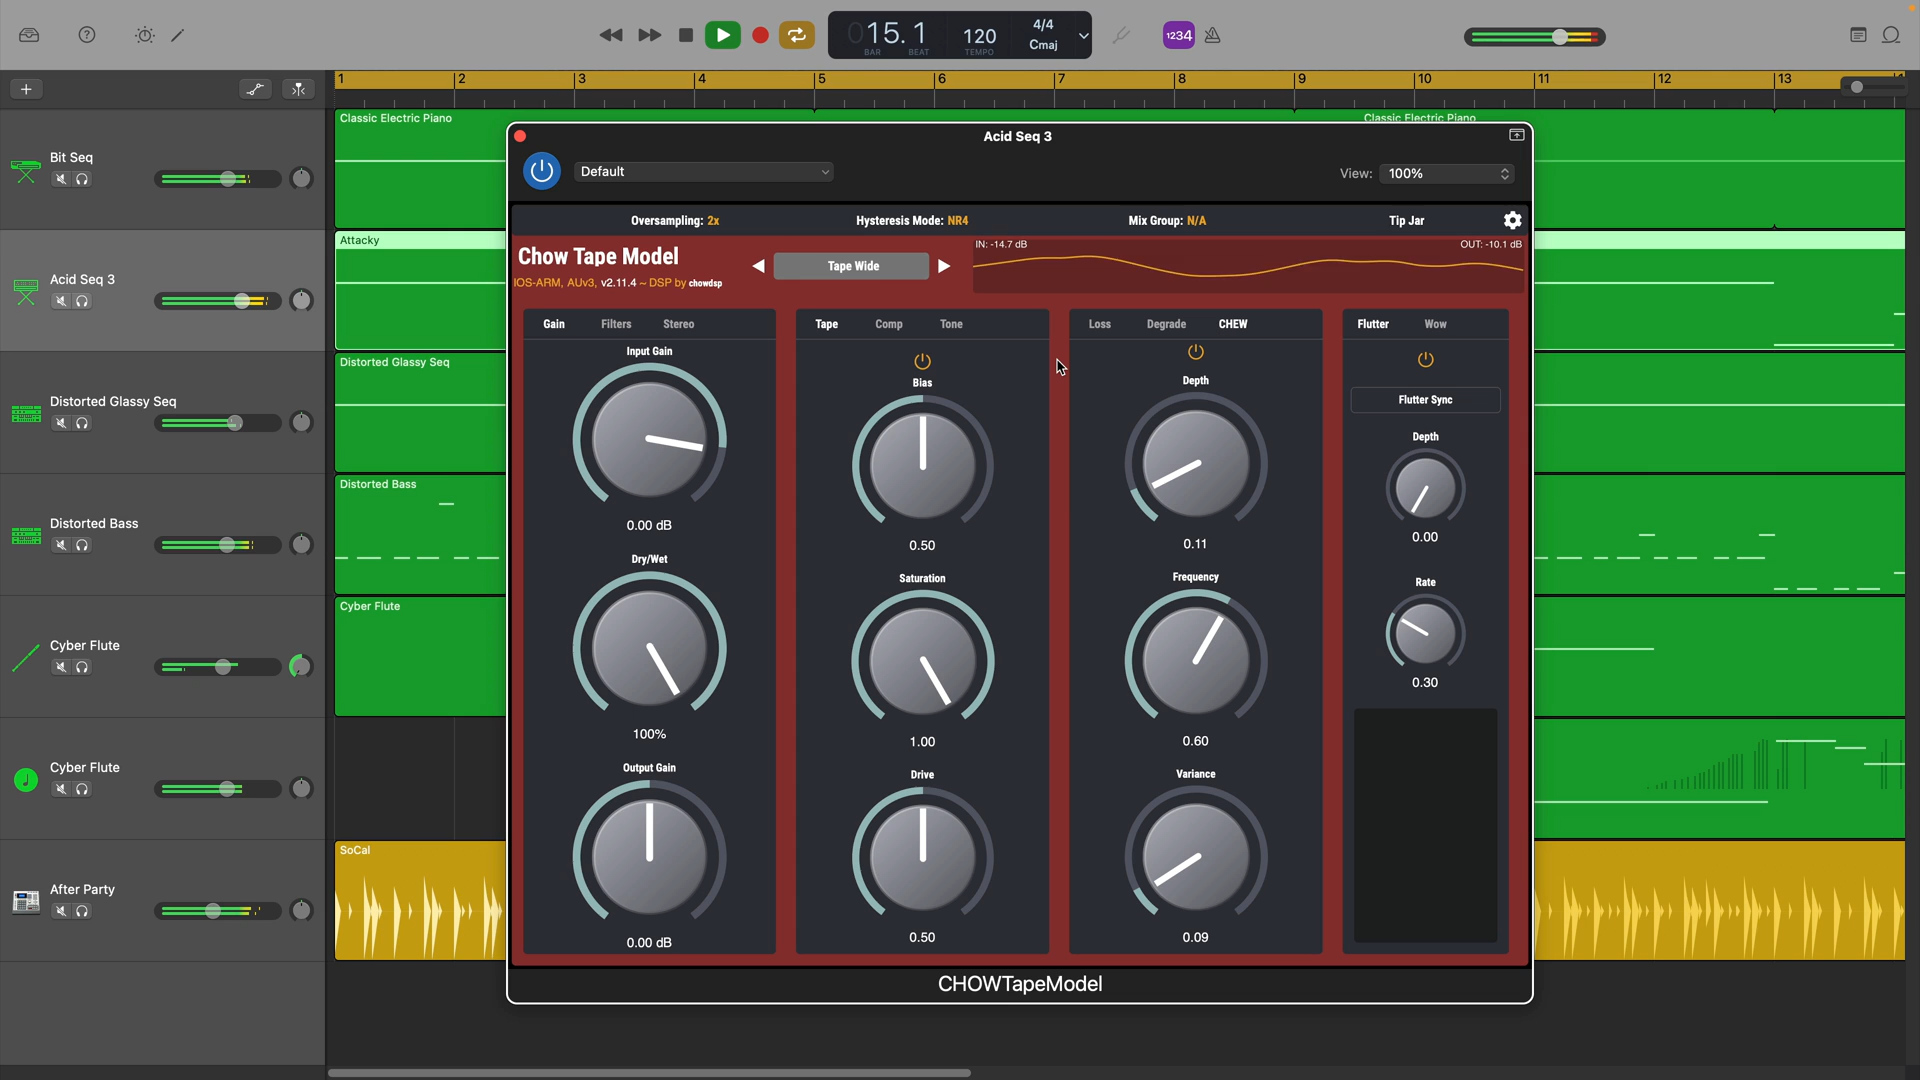 015. 1
BAR BEAT
120
TEMPO
4/4
Cmaj
1234
1 2 3 4 5 6 7 8 9 10 11 12 13
Bit Seq
Acid Seq 3
Distorted Glassy Seq
Distorted Bass
Cyber Flute
Cyber Flute
After Party
Classic Electric Piano
Classic Electric Piano
Attacky
Distorted Glassy Seq
Distorted Bass
Cyber Flute
SoCal
Acid Seq 3
Default
View: 100%
Oversampling: 2x Hysteresis Mode: NR4 Mix Group: N/A Tip Jar
Chow Tape Model
IOS-ARM, AUv3, v2.11.4 ~ DSP by chowdsp
Tape Wide
IN: -14.7 dB
OUT: -10.1 dB
Gain Filters Stereo
Input Gain
0.00 dB
Dry/Wet
100%
Output Gain
0.00 dB
Tape Comp Tone
Bias
0.50
Saturation
1.00
Drive
0.50
Loss Degrade CHEW
Depth
0.11
Frequency
0.60
Variance
0.09
Flutter Wow
Flutter Sync
Depth
0.00
Rate
0.30
CHOWTapeModel